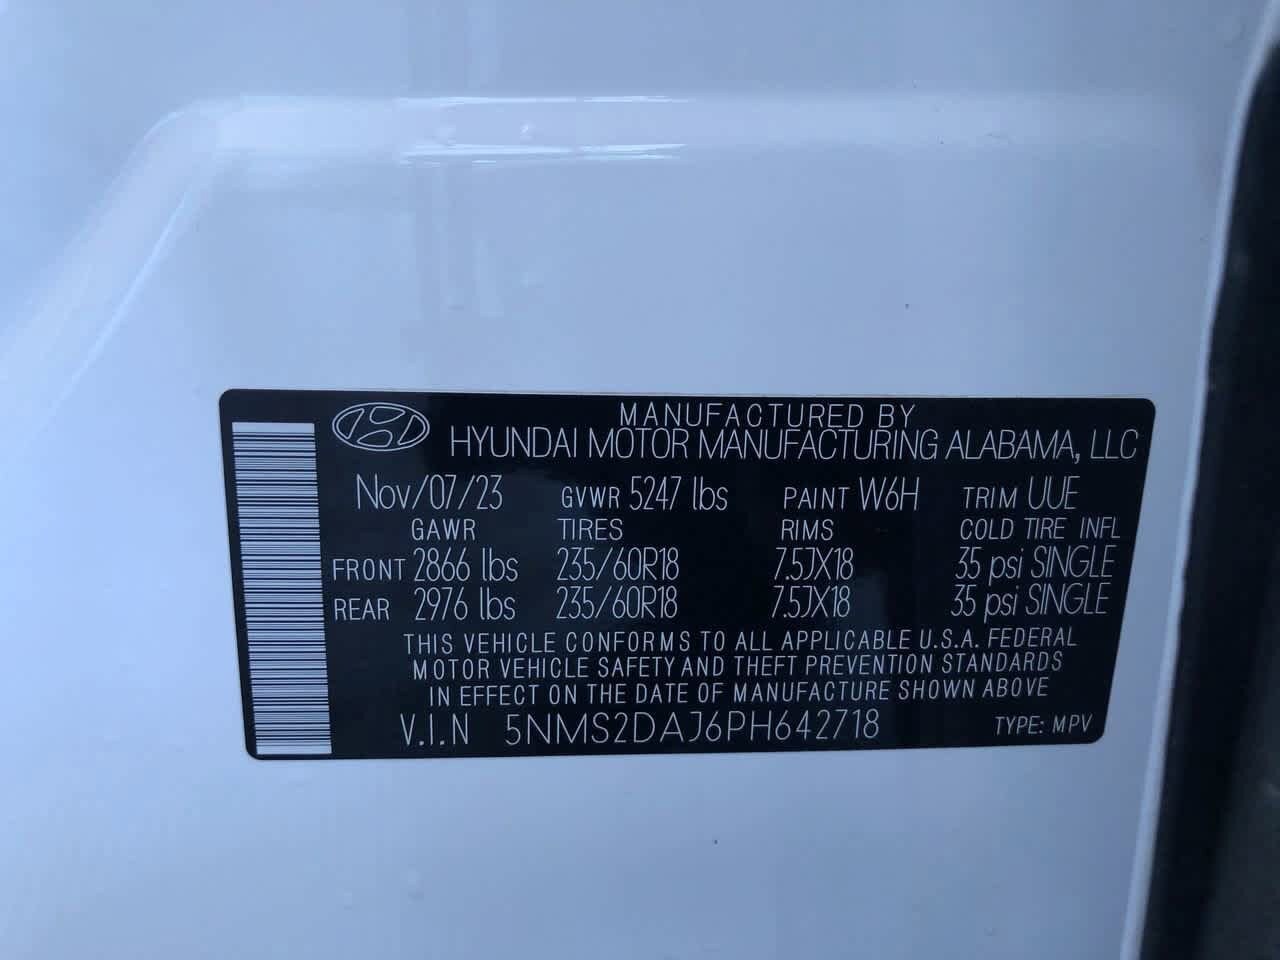 MANUFACTURED BY
HYUNDAI MOTOR MANUFACTURING ALABAMA, LLC
Nov/07/23 GVWR 5247 lbs PAINT W6H TRIM UUE
GAWR TIRES RIMS COLD TIRE INFL
FRONT 2866 lbs 235/60R18 7.5JX18 35 psi SINGLE
REAR 2976 lbs 235/60R18 7.5JX18 35 psi SINGLE
THIS VEHICLE CONFORMS TO ALL APPLICABLE U.S.A. FEDERAL
MOTOR VEHICLE SAFETY AND THEFT PREVENTION STANDARDS
IN EFFECT ON THE DATE OF MANUFACTURE SHOWN ABOVE
V.I.N 5NMS2DAJ6PH642718 TYPE: MPV